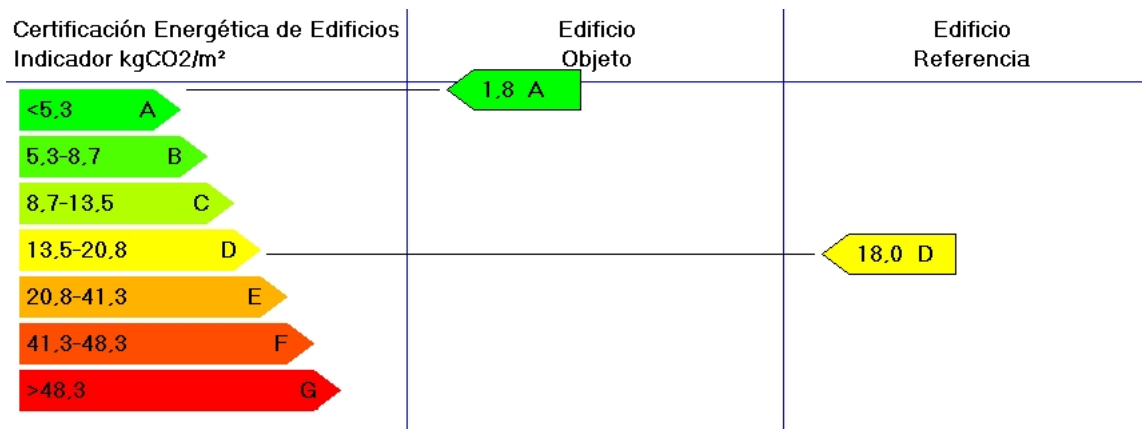 Certificación Energética de Edificios
Indicador kgCO2/m²
Edificio
Objeto
Edificio
Referencia
<5,3 A
1,8 A
5,3-8,7 B
8,7-13,5 C
13,5-20,8 D
18,0 D
20,8-41,3 E
41,3-48,3 F
>48,3 G